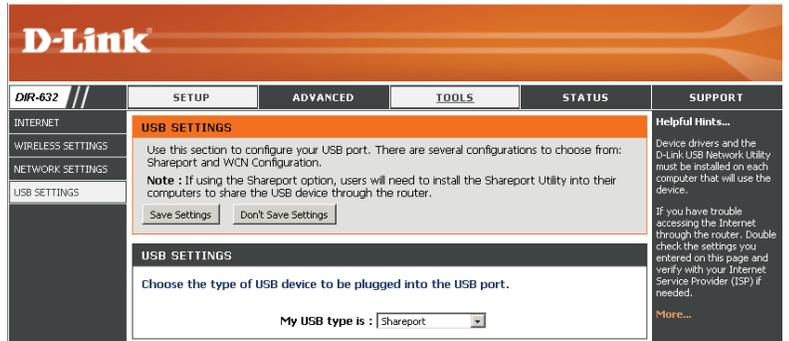 D-Link
DIR-632
SETUP
ADVANCED
TOOLS
STATUS
SUPPORT
INTERNET
WIRELESS SETTINGS
NETWORK SETTINGS
USB SETTINGS
USB SETTINGS
Use this section to configure your USB port. There are several configurations to choose from:
Shareport and WCN Configuration.
Note : If using the Shareport option, users will need to install the Shareport Utility into their
computers to share the USB device through the router.
Save Settings
Don't Save Settings
USB SETTINGS
Choose the type of USB device to be plugged into the USB port.
My USB type is : Shareport
Helpful Hints...
Device drivers and the
D-Link USB Network Utility
must be installed on each
computer that will use the
device.
If you have trouble
accessing the Internet
through the router. Double
check the settings you
entered on this page and
verify with your Internet
Service Provider (ISP) if
needed.
More...